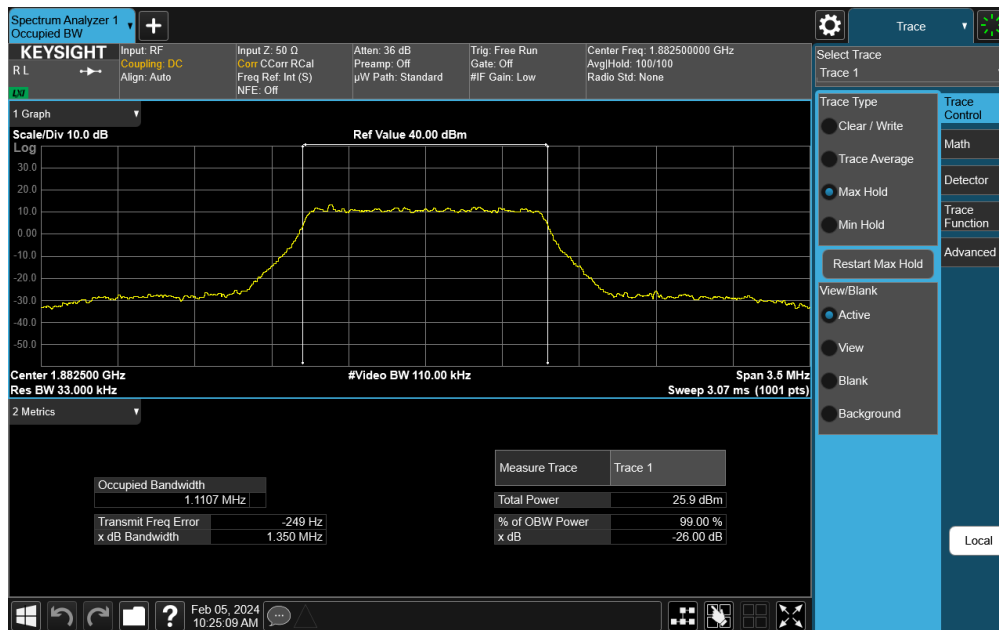 Spectrum Analyzer 1
Occupied BW
Trace
KEYSIGHT
R L
LXI
Input: RF
Coupling: DC
Align: Auto
Input Z: 50 Ω
Corr CCorr RCal
Freq Ref: Int (S)
NFE: Off
Atten: 36 dB
Preamp: Off
µW Path: Standard
Trig: Free Run
Gate: Off
#IF Gain: Low
Center Freq: 1.882500000 GHz
Avg|Hold: 100/100
Radio Std: None
Select Trace
Trace 1
1 Graph
Scale/Div 10.0 dB
Ref Value 40.00 dBm
Log
30.0
20.0
10.0
0.00
-10.0
-20.0
-30.0
-40.0
-50.0
Center 1.882500 GHz
#Video BW 110.00 kHz
Span 3.5 MHz
Res BW 33.000 kHz
Sweep 3.07 ms (1001 pts)
Trace Type
Clear / Write
Trace Average
Max Hold
Min Hold
Restart Max Hold
View/Blank
Active
View
Blank
Background
Trace
Control
Math
Detector
Trace
Function
Advanced
Local
2 Metrics
Occupied Bandwidth
1.1107 MHz
Transmit Freq Error -249 Hz
x dB Bandwidth 1.350 MHz
Measure Trace Trace 1
Total Power 25.9 dBm
% of OBW Power 99.00 %
x dB -26.00 dB
?
Feb 05, 2024
10:25:09 AM